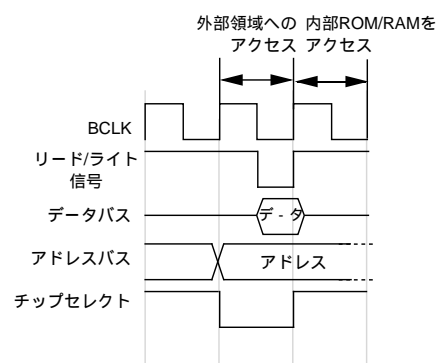 外部領域への
アクセス
内部ROM/RAMを
アクセス
BCLK
リード/ライト
信号
データバス
デ - タ
アドレスバス
アドレス
チップセレクト